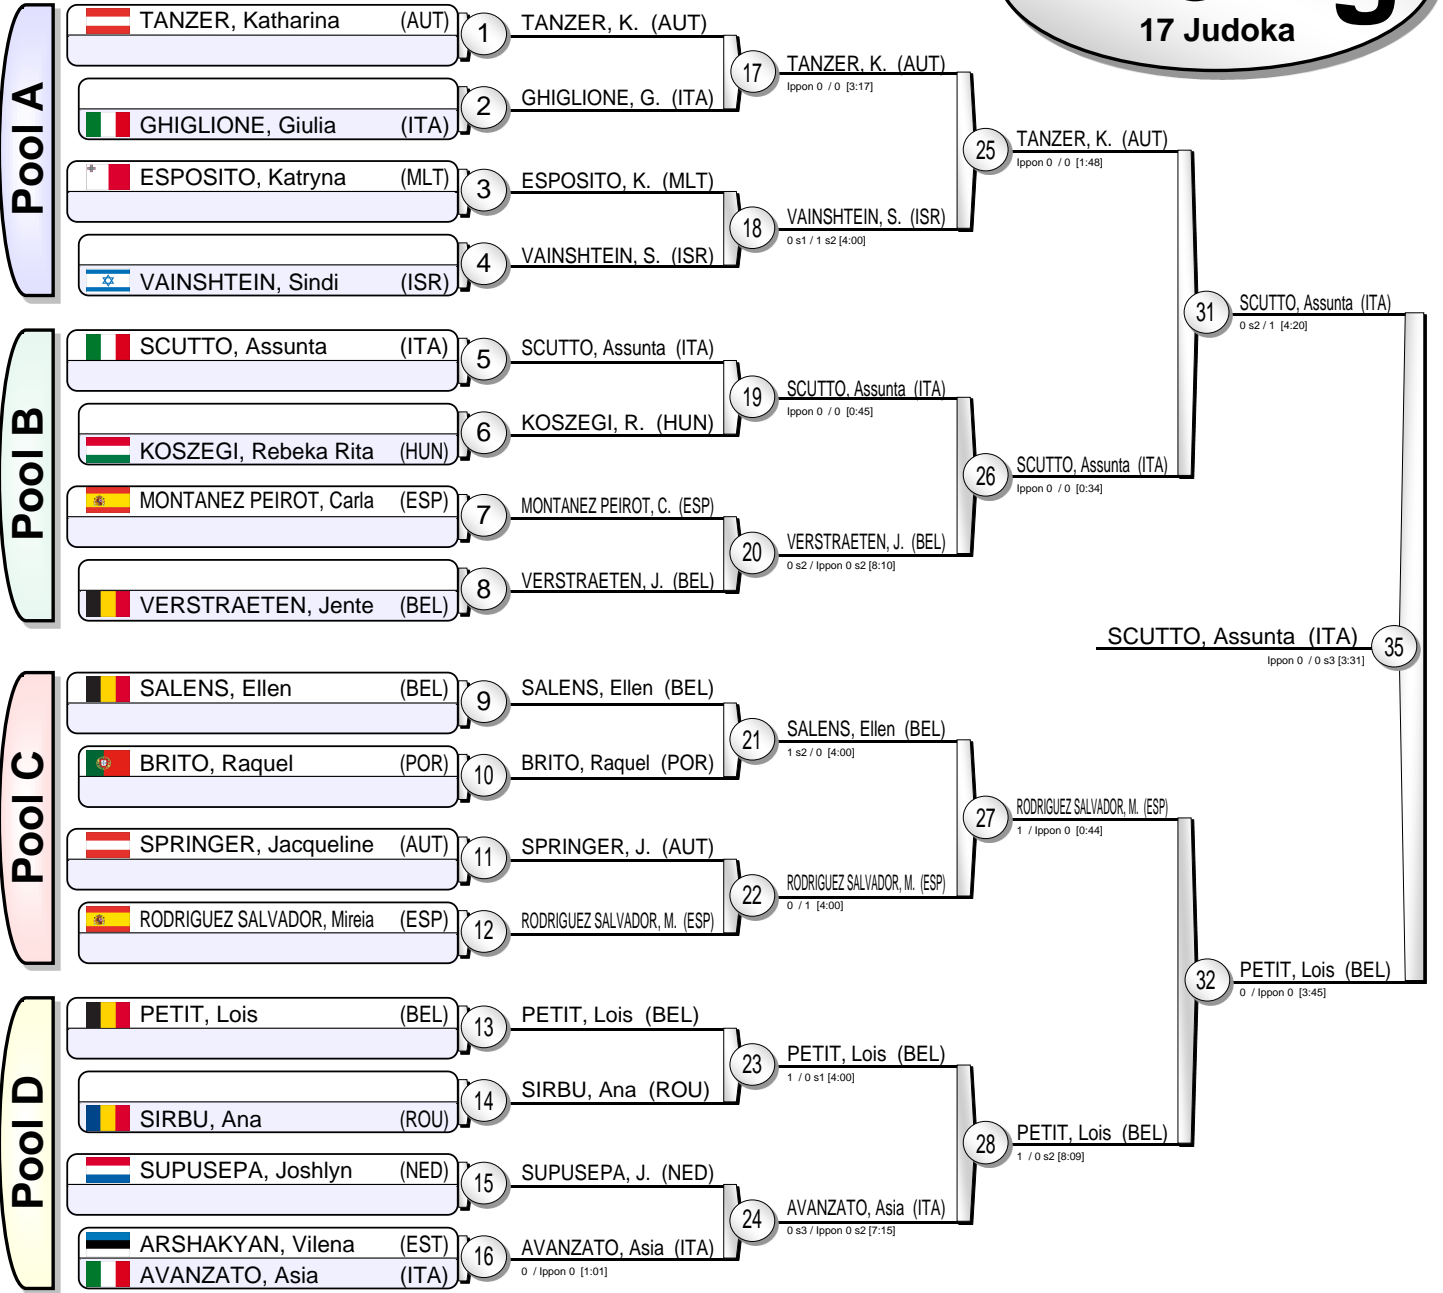 17 Judoka
Pool A
TANZER, Katharina (AUT)
1
GHIGLIONE, Giulia (ITA)
2
ESPOSITO, Katryna (MLT)
3
VAINSHTEIN, Sindi (ISR)
4
TANZER, K. (AUT)
GHIGLIONE, G. (ITA)
17
ESPOSITO, K. (MLT)
VAINSHTEIN, S. (ISR)
18
TANZER, K. (AUT)
Ippon 0 / 0 [3:17]
VAINSHTEIN, S. (ISR)
0 s1 / 1 s2 [4:00]
25
TANZER, K. (AUT)
Ippon 0 / 0 [1:48]
Pool B
SCUTTO, Assunta (ITA)
5
KOSZEGI, Rebeka Rita (HUN)
6
MONTANEZ PEIROT, Carla (ESP)
7
VERSTRAETEN, Jente (BEL)
8
SCUTTO, Assunta (ITA)
KOSZEGI, R. (HUN)
19
MONTANEZ PEIROT, C. (ESP)
VERSTRAETEN, J. (BEL)
20
SCUTTO, Assunta (ITA)
Ippon 0 / 0 [0:45]
VERSTRAETEN, J. (BEL)
0 s2 / Ippon 0 s2 [8:10]
26
SCUTTO, Assunta (ITA)
Ippon 0 / 0 [0:34]
31
SCUTTO, Assunta (ITA)
0 s2 / 1 [4:20]
Pool C
SALENS, Ellen (BEL)
9
BRITO, Raquel (POR)
10
SPRINGER, Jacqueline (AUT)
11
RODRIGUEZ SALVADOR, Mireia (ESP)
12
SALENS, Ellen (BEL)
BRITO, Raquel (POR)
21
SPRINGER, J. (AUT)
RODRIGUEZ SALVADOR, M. (ESP)
22
SALENS, Ellen (BEL)
1 s2 / 0 [4:00]
RODRIGUEZ SALVADOR, M. (ESP)
0 / 1 [4:00]
27
RODRIGUEZ SALVADOR, M. (ESP)
1 / Ippon 0 [0:44]
Pool D
PETIT, Lois (BEL)
13
SIRBU, Ana (ROU)
14
SUPUSEPA, Joshlyn (NED)
15
ARSHAKYAN, Vilena (EST)
AVANZATO, Asia (ITA)
16
PETIT, Lois (BEL)
SIRBU, Ana (ROU)
23
SUPUSEPA, J. (NED)
AVANZATO, Asia (ITA)
0 / Ippon 0 [1:01]
24
PETIT, Lois (BEL)
1 / 0 s1 [4:00]
AVANZATO, Asia (ITA)
0 s3 / Ippon 0 s2 [7:15]
28
PETIT, Lois (BEL)
1 / 0 s2 [8:09]
32
PETIT, Lois (BEL)
0 / Ippon 0 [3:45]
SCUTTO, Assunta (ITA)
Ippon 0 / 0 s3 [3:31]
35